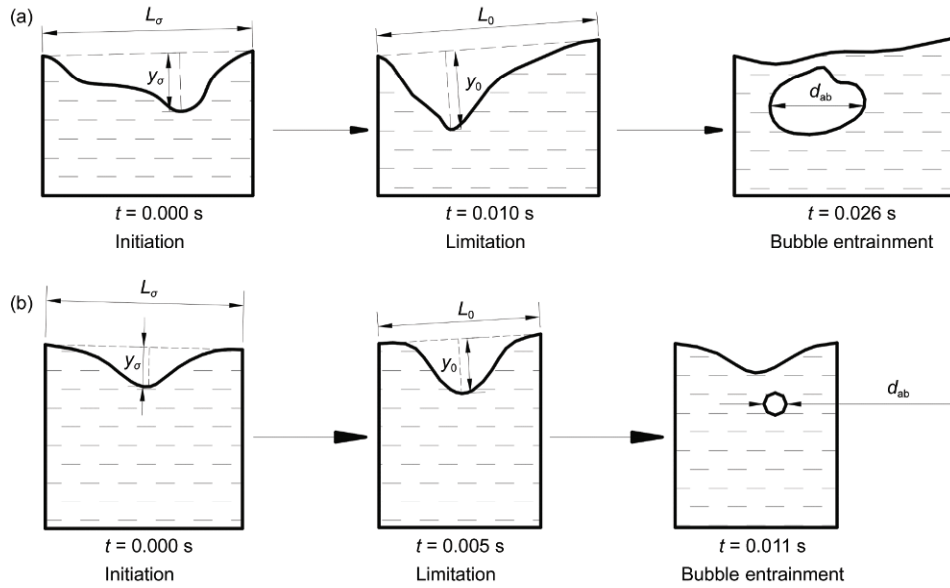 (a)
Lσ
L0
yσ
y0
dab
t = 0.000 s
t = 0.010 s
t = 0.026 s
Initiation
Limitation
Bubble entrainment
(b)
Lσ
L0
yσ
y0
dab
t = 0.000 s
t = 0.005 s
t = 0.011 s
Initiation
Limitation
Bubble entrainment